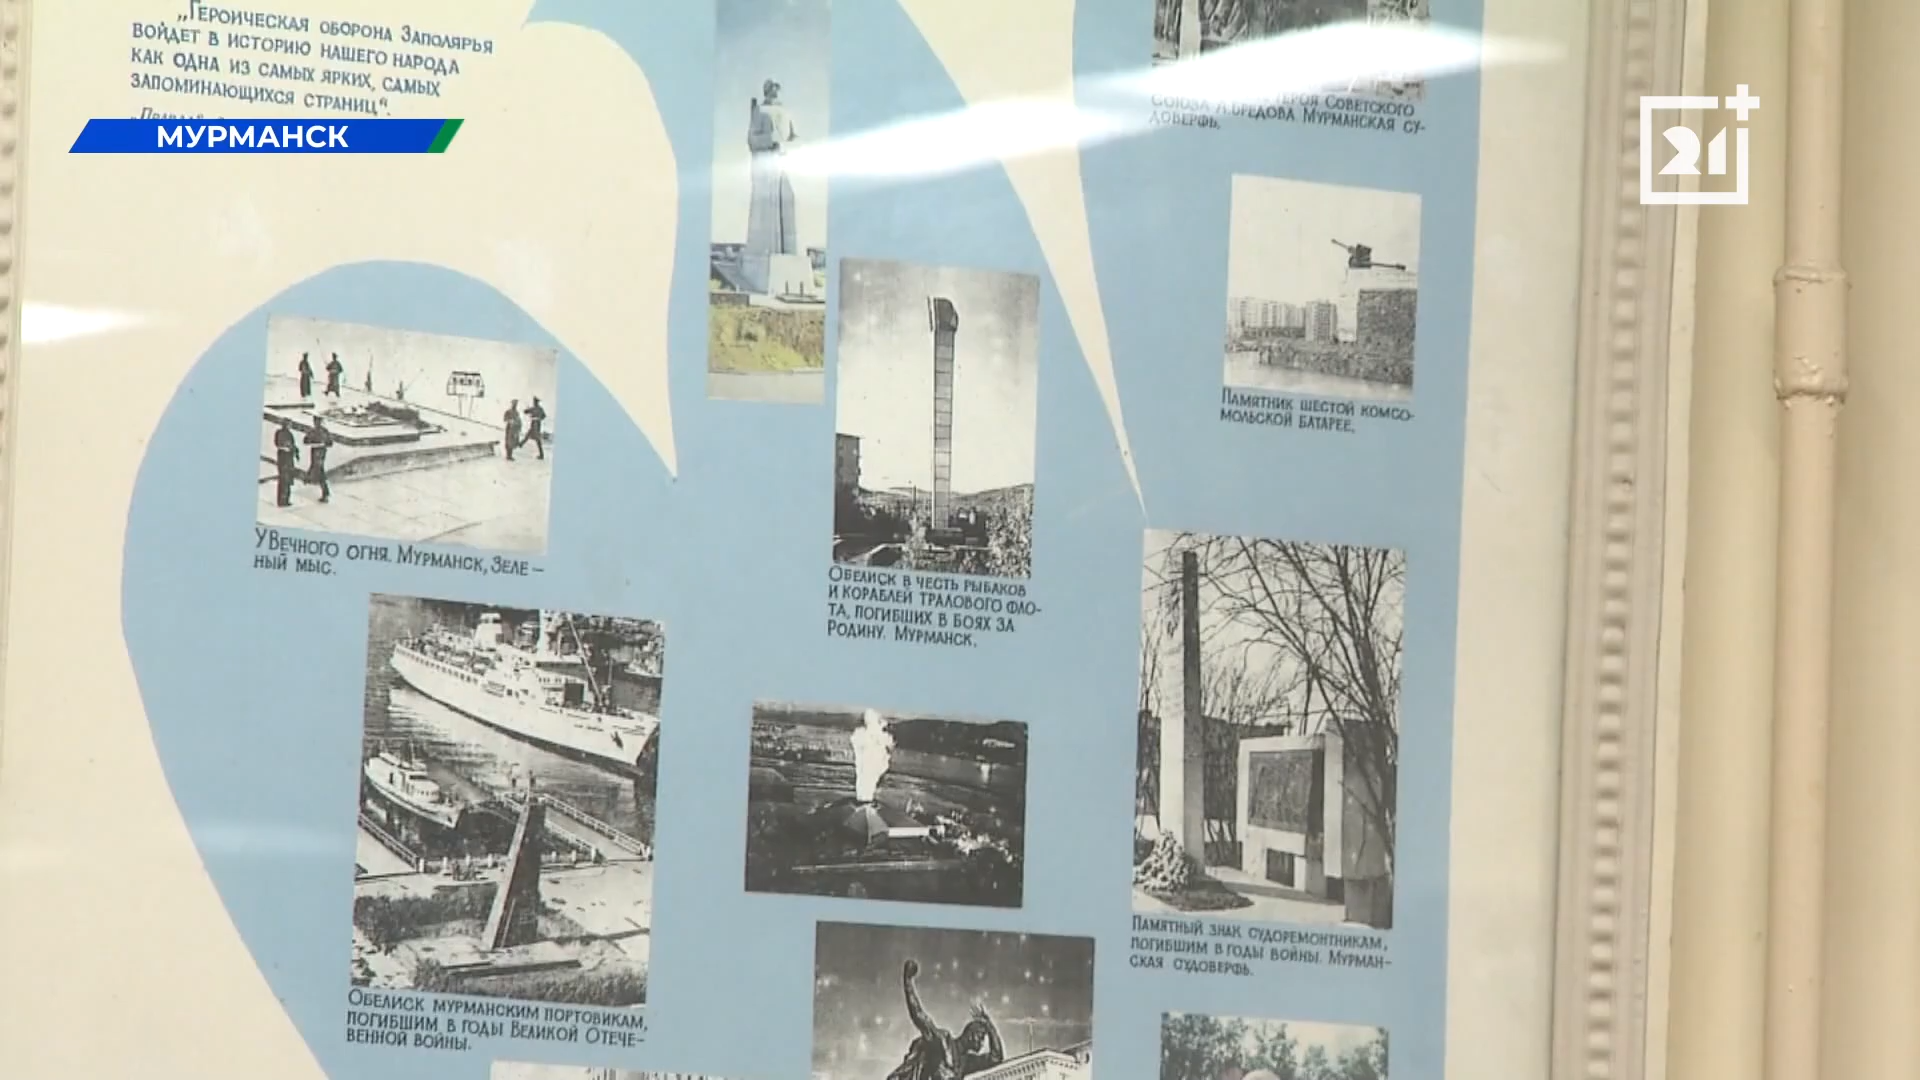 „Героическая оборона Заполярья
войдет в историю нашего народа
как одна из самых ярких, самых
запоминающихся страниц“.
МУРМАНСК
21+
Героя Советского
Союза А.Бредова Мурманская су-
доверфь.
Памятник шестой комсо-
мольской батарее.
У Вечного огня. Мурманск, Зеле-
ный мыс.
Обелиск в честь рыбаков
и кораблей тралового фло-
та, погибших в боях за
Родину. Мурманск.
Памятный знак судоремонтникам,
погибшим в годы войны. Мурман-
ская судоверфь.
Обелиск мурманским портовикам,
погибшим в годы Великой Отече-
венной войны.